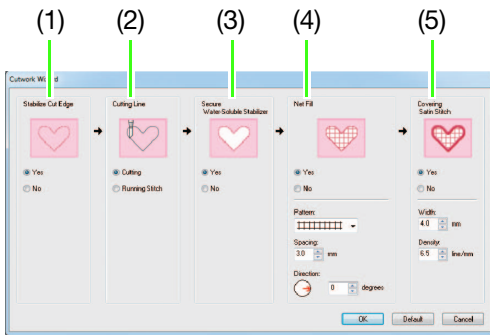 (1) (2) (3) (4) (5)
Cutwork Wizard
Stabilize Cut Edge
Yes
No
Cutting Line
Cutting
Running Stitch
Secure
Water-Soluble Stabilizer
Yes
No
Net Fill
Yes
No
Pattern:
Spacing:
3.0 mm
Direction:
0 degrees
Covering
Satin Stitch
Yes
No
Width:
4.0 mm
Density:
6.5 line/mm
OK Default Cancel